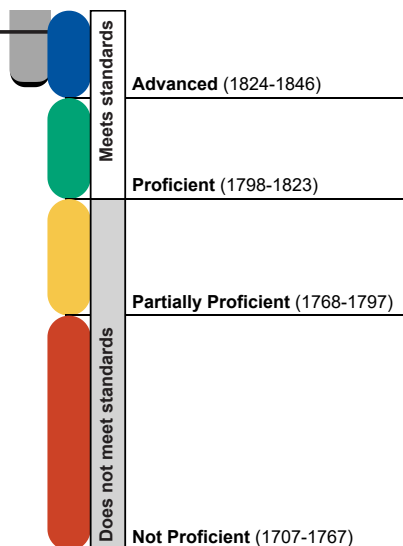 Meets standards
Advanced (1824-1846)
Proficient (1798-1823)
Does not meet standards
Partially Proficient (1768-1797)
Not Proficient (1707-1767)